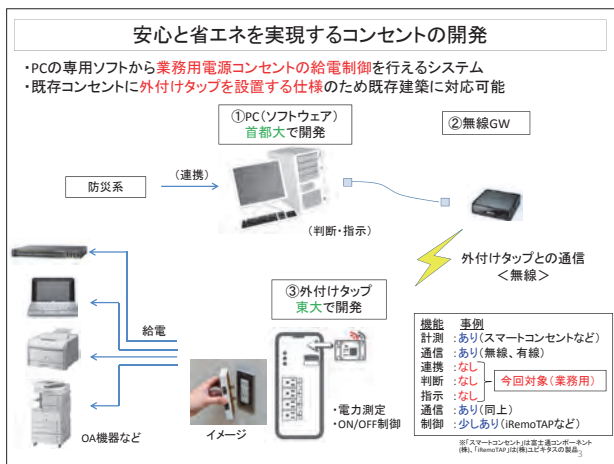 安心と省エネを実現するコンセントの開発
・PCの専用ソフトから業務用電源コンセントの給電制御を行えるシステム
・既存コンセントに外付けタップを設置する仕様のため既存建築に対応可能
①PC(ソフトウェア)
首都大で開発
②無線GW
防災系
(連携)
(判断・指示)
外付けタップとの通信
<無線>
③外付けタップ
東大で開発
給電
OA機器など
イメージ
・電力測定
・ON/OFF制御
機能 事例
計測:あり(スマートコンセントなど)
通信:あり(無線、有線)
連携:なし
判断:なし
指示:なし
今回対象(業務用)
通信:あり(同上)
制御:少しあり(iRemoTAPなど)
※「スマートコンセント」は富士通コンポーネント
(株)、「iRemoTAP」は(株)ユビキタスの製品
3